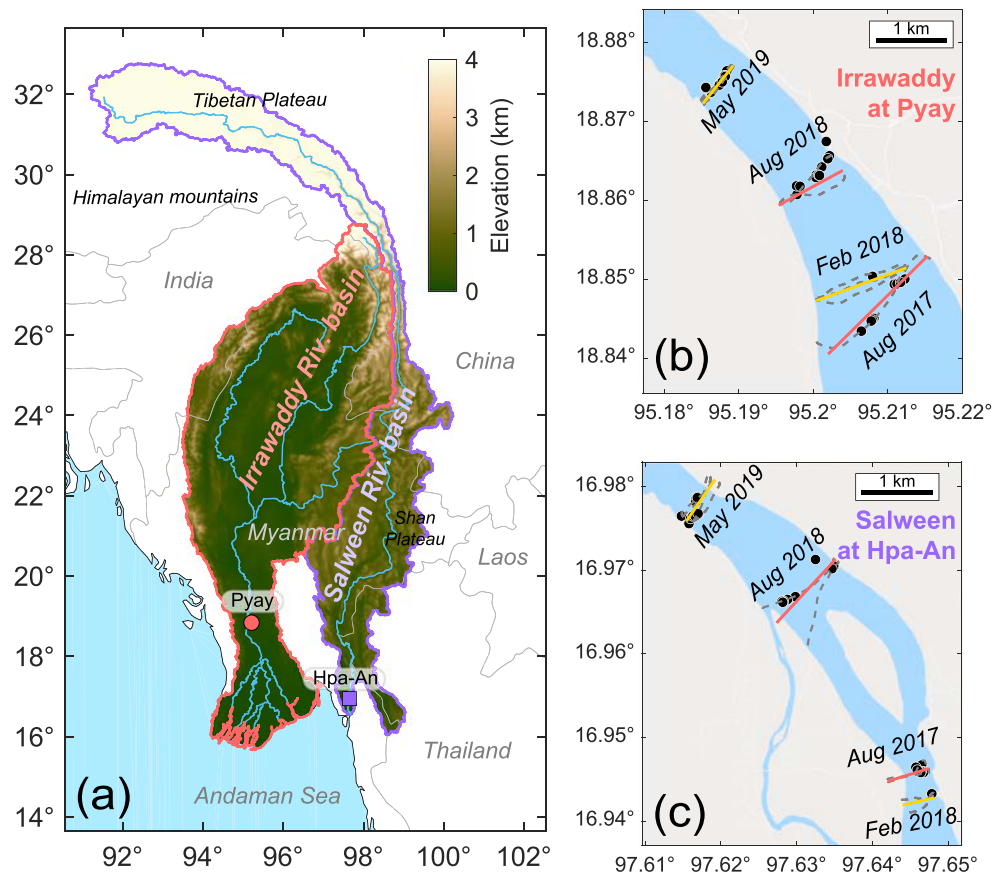 32°
30°
28°
26°
24°
22°
20°
18°
16°
14°
92°
94°
96°
98°
100°
102°
Tibetan Plateau
Himalayan mountains
India
China
Irrawaddy Riv. basin
Salween Riv. basin
Myanmar
Shan
Plateau
Laos
Pyay
Hpa-An
Thailand
Andaman Sea
(a)
4
3
2
1
0
Elevation (km)
18.88°
18.87°
18.86°
18.85°
18.84°
95.18°
95.19°
95.2°
95.21°
95.22°
1 km
Irrawaddy
at Pyay
May 2019
Aug 2018
Feb 2018
Aug 2017
(b)
16.98°
16.97°
16.96°
16.95°
16.94°
97.61°
97.62°
97.63°
97.64°
97.65°
1 km
Salween
at Hpa-An
May 2019
Aug 2018
Aug 2017
Feb 2018
(c)